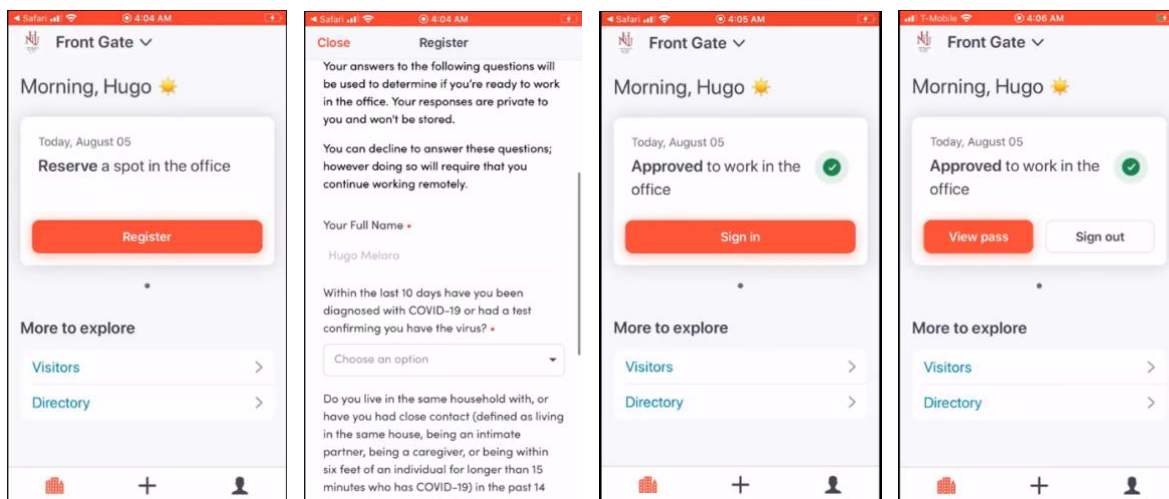 Safari
4:04 AM
Front Gate
Morning, Hugo
Today, August 05
Reserve a spot in the office
Register
More to explore
Visitors
Directory
Safari
4:04 AM
Close
Register
Your answers to the following questions will
be used to determine if you're ready to work
in the office. Your responses are private to
you and won't be stored.
You can decline to answer these questions;
however doing so will require that you
continue working remotely.
Your Full Name
Hugo Melara
Within the last 10 days have you been
diagnosed with COVID-19 or had a test
confirming you have the virus?
Choose an option
Do you live in the same household with, or
have you had close contact (defined as living
in the same house, being an intimate
partner, being a caregiver, or being within
six feet of an individual for longer than 15
minutes who has COVID-19) in the past 14
Safari
4:05 AM
Front Gate
Morning, Hugo
Today, August 05
Approved to work in the
office
Sign in
More to explore
Visitors
Directory
T-Mobile
4:06 AM
Front Gate
Morning, Hugo
Today, August 05
Approved to work in the
office
View pass
Sign out
More to explore
Visitors
Directory